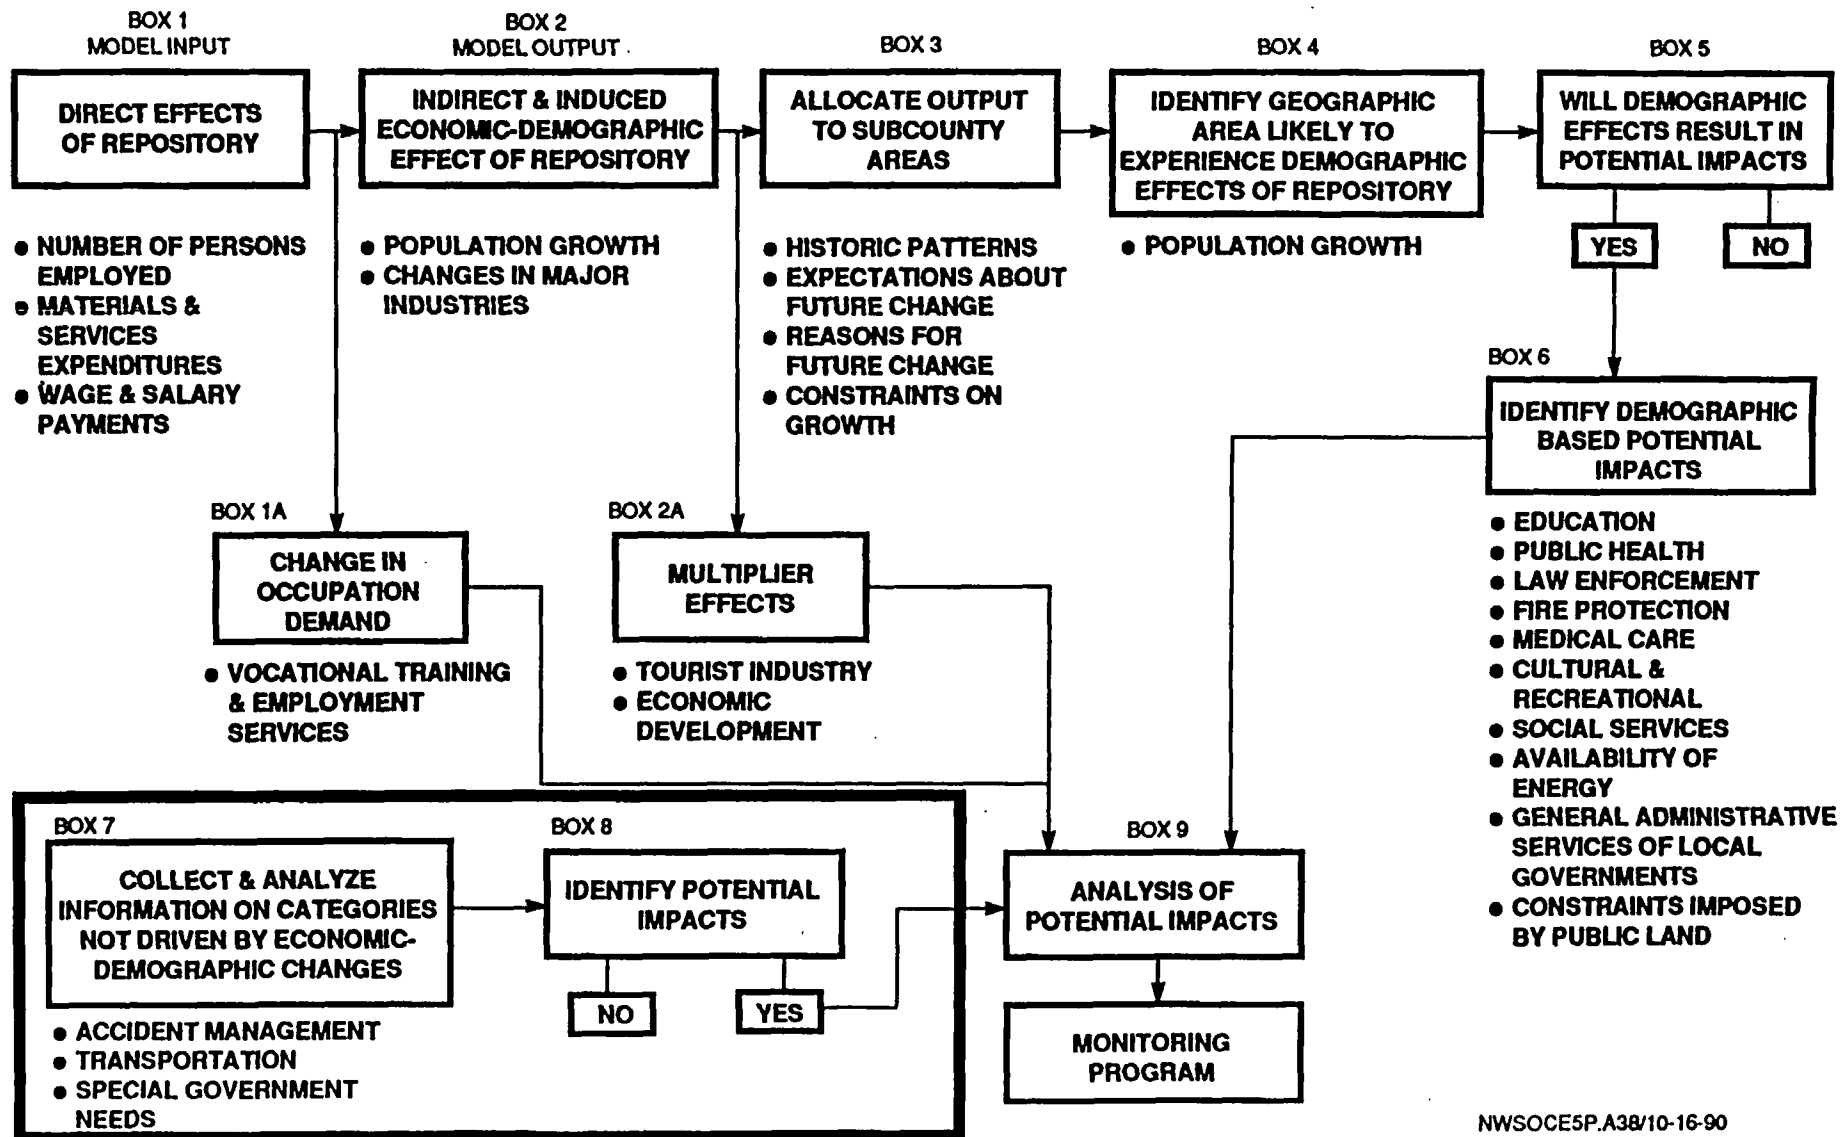 BOX 1
MODEL INPUT
DIRECT EFFECTS
OF REPOSITORY
● NUMBER OF PERSONS
EMPLOYED
● MATERIALS &
SERVICES
EXPENDITURES
● WAGE & SALARY
PAYMENTS
BOX 2
MODEL OUTPUT
INDIRECT & INDUCED
ECONOMIC-DEMOGRAPHIC
EFFECT OF REPOSITORY
● POPULATION GROWTH
● CHANGES IN MAJOR
INDUSTRIES
BOX 3
ALLOCATE OUTPUT
TO SUBCOUNTY
AREAS
● HISTORIC PATTERNS
● EXPECTATIONS ABOUT
FUTURE CHANGE
● REASONS FOR
FUTURE CHANGE
● CONSTRAINTS ON
GROWTH
BOX 4
IDENTIFY GEOGRAPHIC
AREA LIKELY TO
EXPERIENCE DEMOGRAPHIC
EFFECTS OF REPOSITORY
● POPULATION GROWTH
BOX 5
WILL DEMOGRAPHIC
EFFECTS RESULT IN
POTENTIAL IMPACTS
YES
NO
BOX 6
IDENTIFY DEMOGRAPHIC
BASED POTENTIAL
IMPACTS
● EDUCATION
● PUBLIC HEALTH
● LAW ENFORCEMENT
● FIRE PROTECTION
● MEDICAL CARE
● CULTURAL &
RECREATIONAL
● SOCIAL SERVICES
● AVAILABILITY OF
ENERGY
● GENERAL ADMINISTRATIVE
SERVICES OF LOCAL
GOVERNMENTS
● CONSTRAINTS IMPOSED
BY PUBLIC LAND
BOX 1A
CHANGE IN
OCCUPATION
DEMAND
● VOCATIONAL TRAINING
& EMPLOYMENT
SERVICES
BOX 2A
MULTIPLIER
EFFECTS
● TOURIST INDUSTRY
● ECONOMIC
DEVELOPMENT
BOX 7
COLLECT & ANALYZE
INFORMATION ON CATEGORIES
NOT DRIVEN BY ECONOMIC-
DEMOGRAPHIC CHANGES
● ACCIDENT MANAGEMENT
● TRANSPORTATION
● SPECIAL GOVERNMENT
NEEDS
BOX 8
IDENTIFY POTENTIAL
IMPACTS
NO
YES
BOX 9
ANALYSIS OF
POTENTIAL IMPACTS
MONITORING
PROGRAM
NWSOCE5P.A38/10-16-90